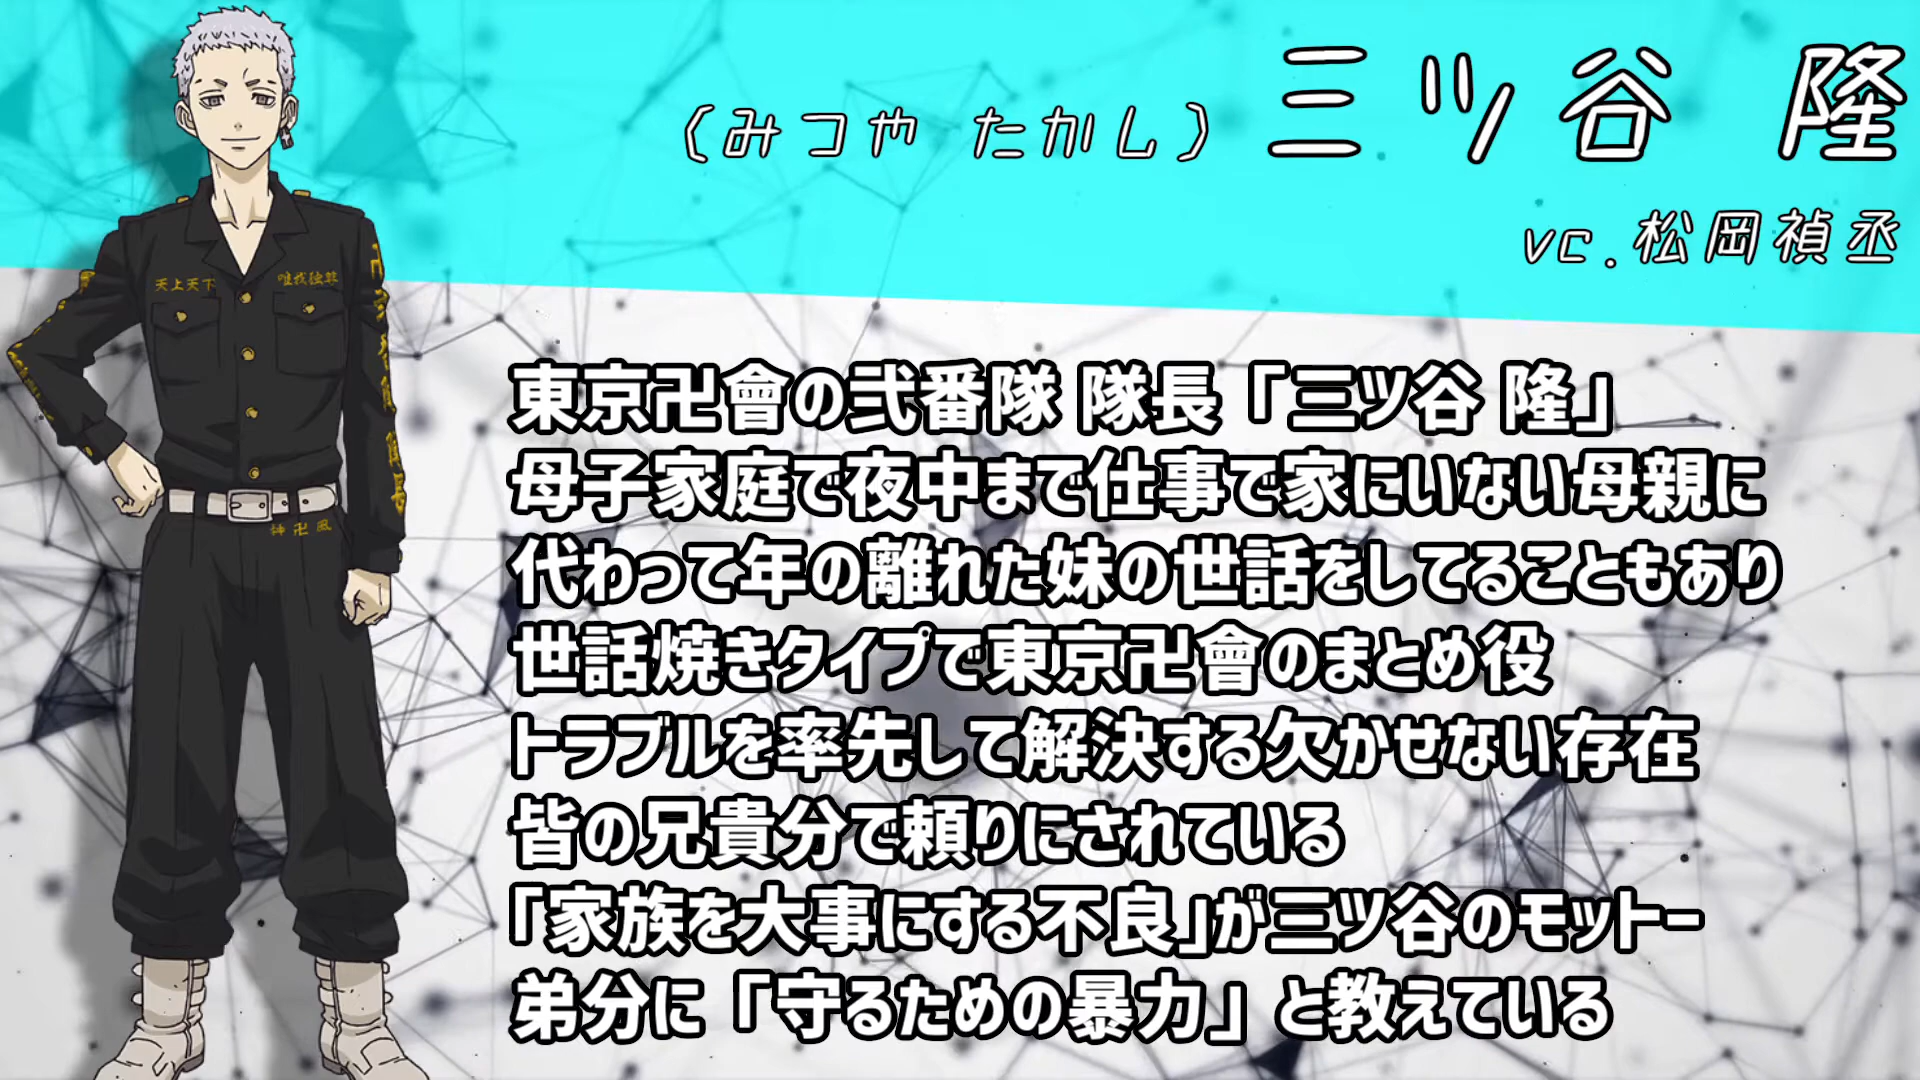 (みつや たかし) 三ツ谷 隆
vc.松岡禎丞
天上天下 唯我独尊
東京卍會の弐番隊 隊長「三ツ谷 隆」
母子家庭で夜中まで仕事で家にいない母親に
代わって年の離れた妹の世話をしてることもあり
世話焼きタイプで東京卍會のまとめ役
トラブルを率先して解決する欠かせない存在
皆の兄貴分で頼りにされている
「家族を大事にする不良」が三ツ谷のモットー
弟分に「守るための暴力」と教えている